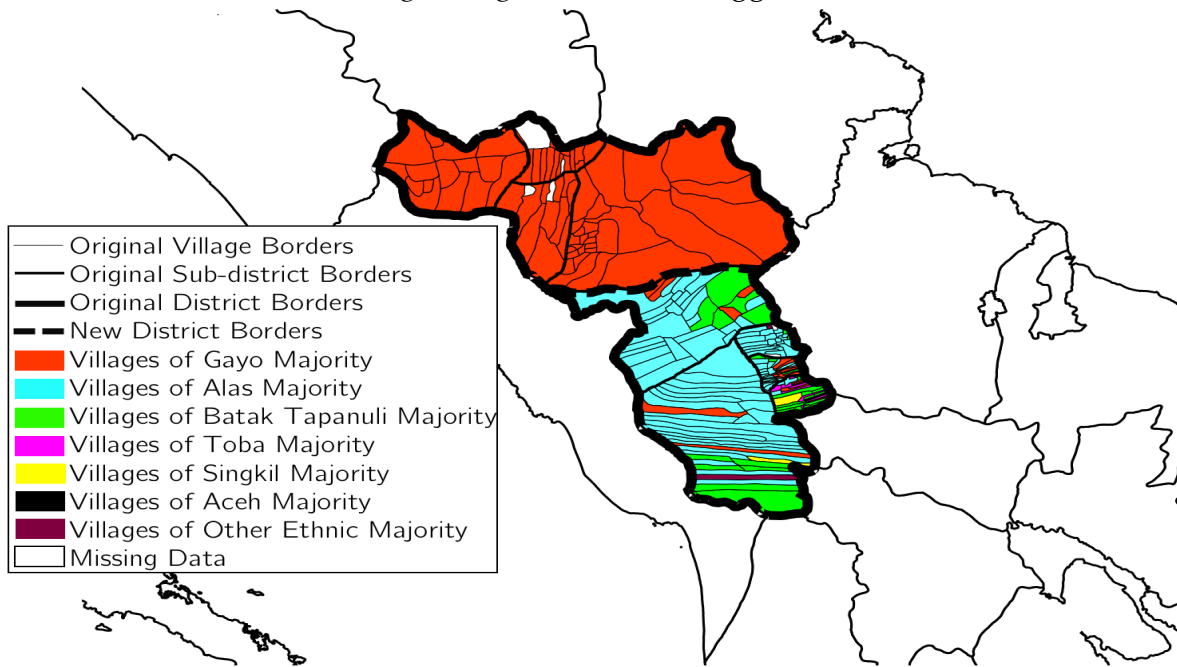 Original Village Borders
Original Sub-district Borders
Original District Borders
New District Borders
Villages of Gayo Majority
Villages of Alas Majority
Villages of Batak Tapanuli Majority
Villages of Toba Majority
Villages of Singkil Majority
Villages of Aceh Majority
Villages of Other Ethnic Majority
Missing Data